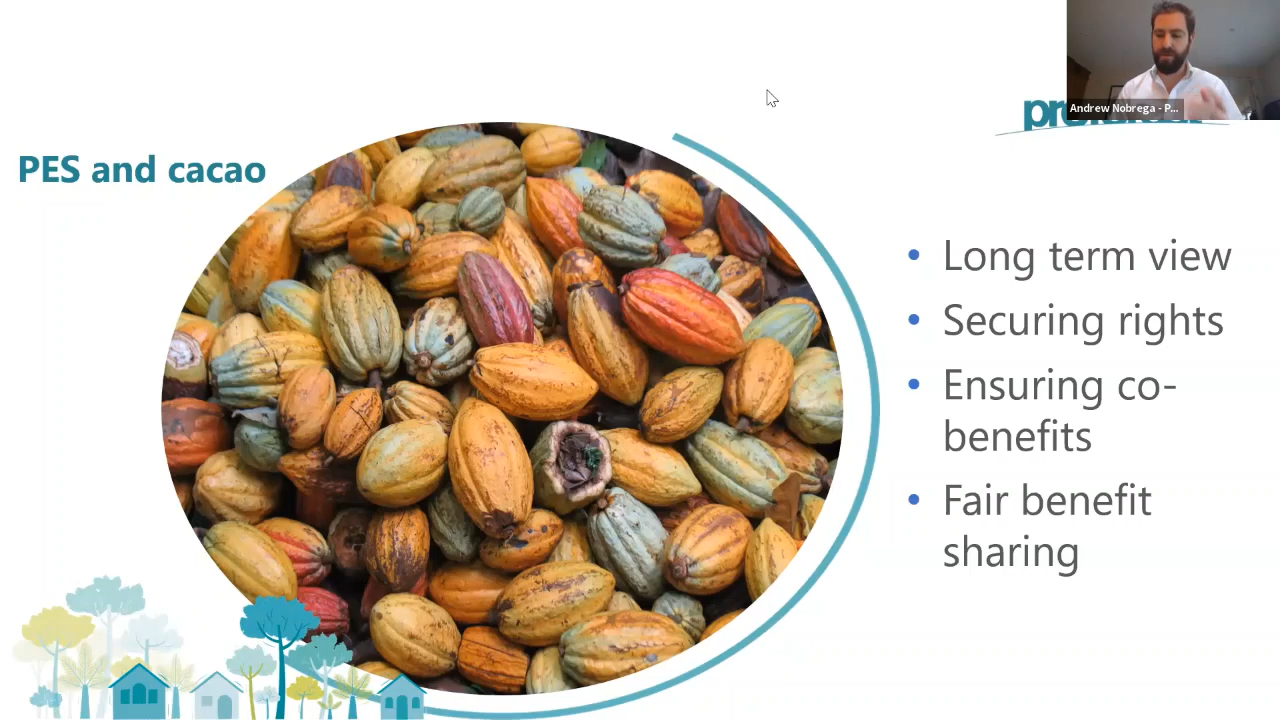 Andrew Nobrega - P...
PES and cacao
• Long term view
• Securing rights
• Ensuring co-
benefits
• Fair benefit
sharing